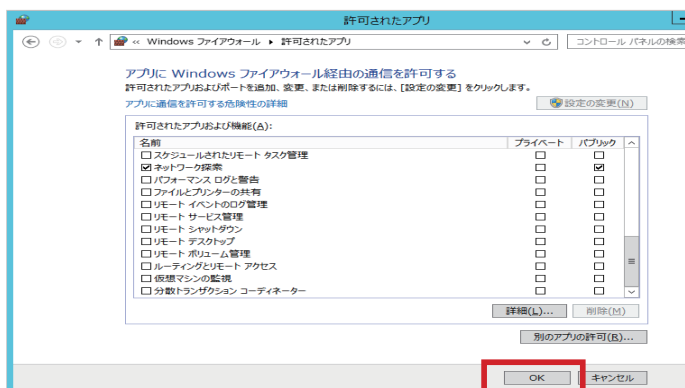 許可されたアプリ
« Windows ファイアウォール ▸ 許可されたアプリ
コントロール パネルの検索
アプリに Windows ファイアウォール経由の通信を許可する
許可されたアプリおよびポートを追加、変更、または削除するには、[設定の変更] をクリックします。
アプリに通信を許可する危険性の詳細
設定の変更(N)
許可されたアプリおよび機能(A):
名前 プライベート パブリック
スケジュールされたリモート タスク管理
ネットワーク探索
パフォーマンス ログと警告
ファイルとプリンターの共有
リモート イベントのログ管理
リモート サービス管理
リモート シャットダウン
リモート デスクトップ
リモート ボリューム管理
ルーティングとリモート アクセス
仮想マシンの監視
分散トランザクション コーディネーター
詳細(L)... 削除(M)
別のアプリの許可(R)...
OK キャンセル